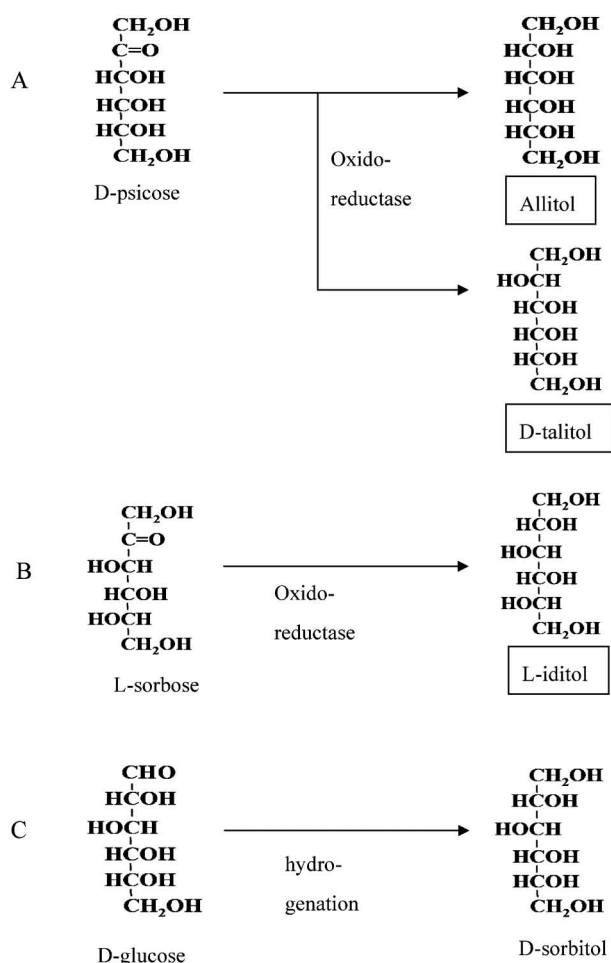 A
CH₂OH
C=O
HCOH
HCOH
HCOH
CH₂OH
D-psicose
Oxido-
reductase
CH₂OH
HCOH
HCOH
HCOH
HCOH
CH₂OH
Allitol
CH₂OH
HOCH
HCOH
HCOH
HCOH
CH₂OH
D-talitol
B
CH₂OH
C=O
HOCH
HCOH
HOCH
CH₂OH
L-sorbose
Oxido-
reductase
CH₂OH
HCOH
HOCH
HCOH
HOCH
CH₂OH
L-iditol
C
CHO
HCOH
HOCH
HCOH
HCOH
CH₂OH
D-glucose
hydro-
genation
CH₂OH
HCOH
HOCH
HCOH
HCOH
CH₂OH
D-sorbitol